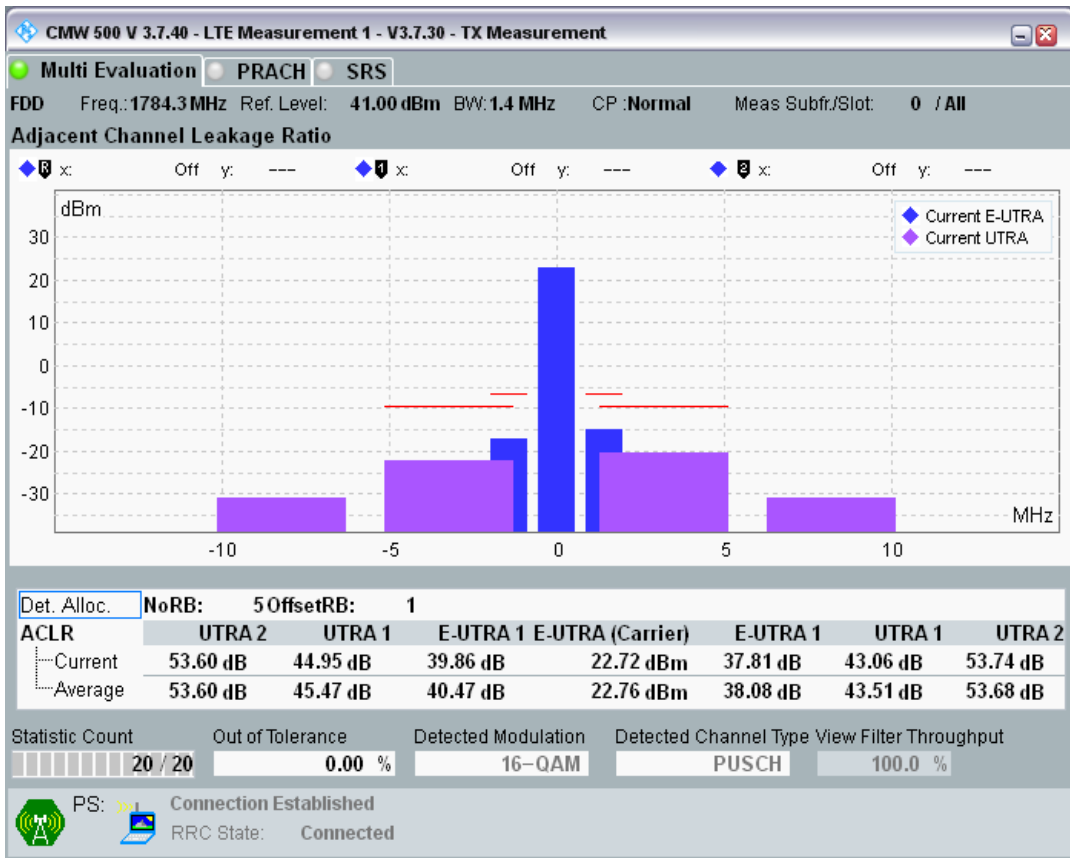 CMW 500 V 3.7.40 - LTE Measurement 1 - V3.7.30 - TX Measurement
Multi Evaluation PRACH SRS
FDD Freq.: 1784.3 MHz Ref. Level: 41.00 dBm BW: 1.4 MHz CP : Normal Meas Subfr./Slot: 0 / All
Adjacent Channel Leakage Ratio
R x: Off y: --- 1 x: Off y: --- 2 x: Off y: ---
dBm
Current E-UTRA
Current UTRA
30
20
10
0
-10
-20
-30
MHz
-10 -5 0 5 10
Det. Alloc. NoRB: 5 OffsetRB: 1
ACLR UTRA 2 UTRA 1 E-UTRA 1 E-UTRA (Carrier) E-UTRA 1 UTRA 1 UTRA 2
Current 53.60 dB 44.95 dB 39.86 dB 22.72 dBm 37.81 dB 43.06 dB 53.74 dB
Average 53.60 dB 45.47 dB 40.47 dB 22.76 dBm 38.08 dB 43.51 dB 53.68 dB
Statistic Count Out of Tolerance Detected Modulation Detected Channel Type View Filter Throughput
20 / 20 0.00 % 16-QAM PUSCH 100.0 %
PS: Connection Established
RRC State: Connected